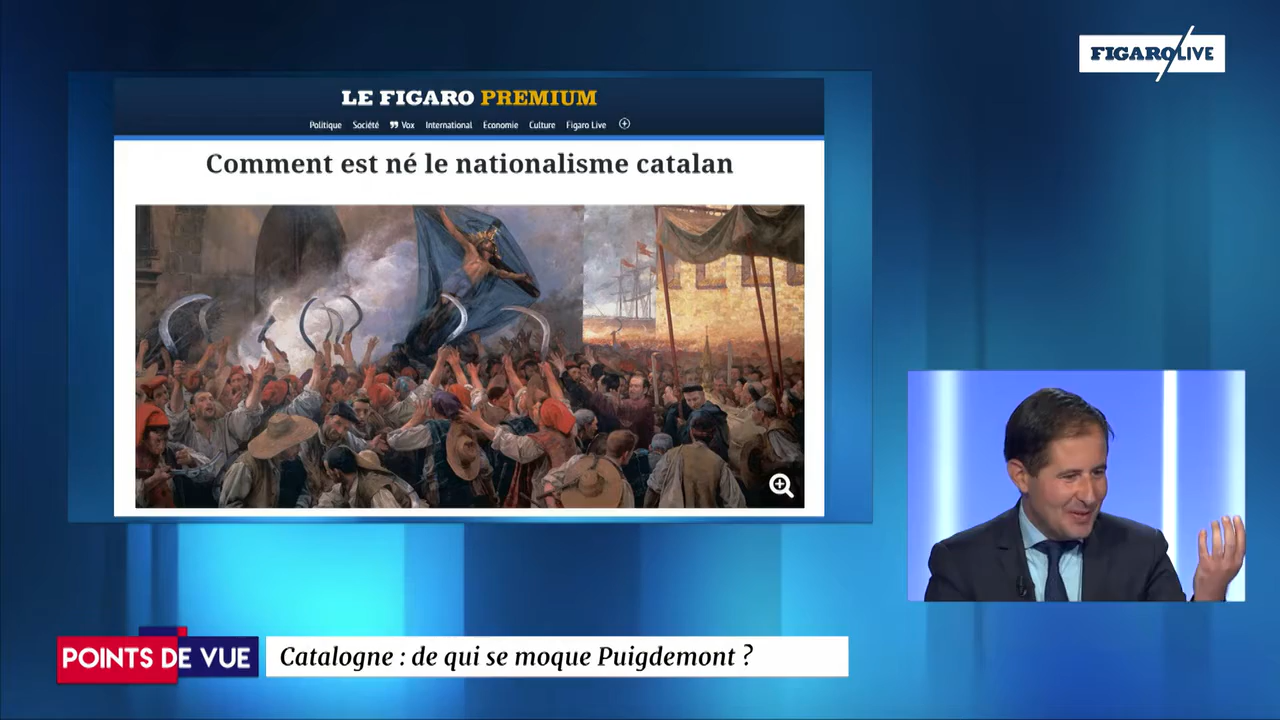 FIGARO LIVE
LE FIGARO PREMIUM
Politique Société Vox International Economie Culture Figaro Live
Comment est né le nationalisme catalan
POINTS DE VUE
Catalogne : de qui se moque Puigdemont ?